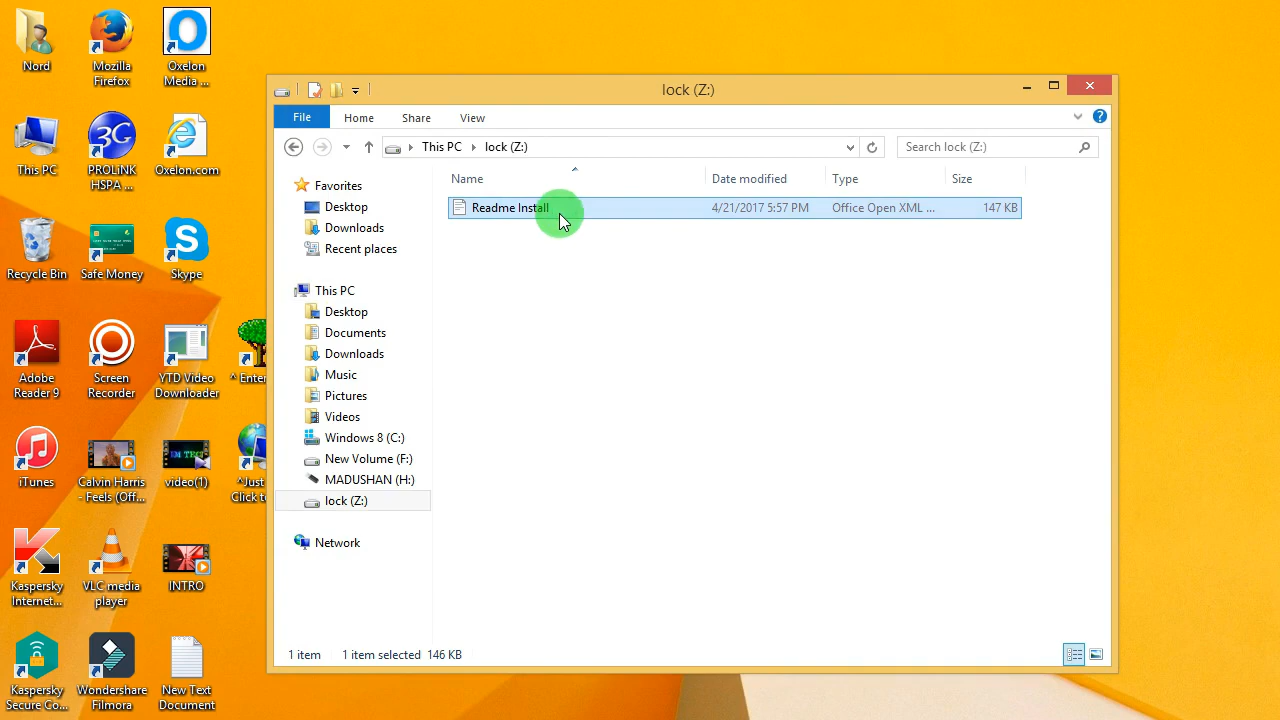 Nord
Mozilla
Firefox
Oxelon
Media ...
This PC
3G
PROLiNK
HSPA ...
Oxelon.com
Recycle Bin
Safe Money
Skype
Adobe
Reader 9
Screen
Recorder
YTD Video
Downloader
^ Enter
iTunes
Calvin Harris
- Feels (Off...
video(1)
^Just
Click to
Kaspersky
Internet...
VLC media
player
INTRO
Kaspersky
Secure Co...
Wondershare
Filmora
New Text
Document
lock (Z:)
File
Home
Share
View
This PC
lock (Z:)
Search lock (Z:)
Name
Date modified
Type
Size
Readme Install
4/21/2017 5:57 PM
Office Open XML ...
147 KB
Favorites
Desktop
Downloads
Recent places
This PC
Desktop
Documents
Downloads
Music
Pictures
Videos
Windows 8 (C:)
New Volume (F:)
MADUSHAN (H:)
lock (Z:)
Network
1 item
1 item selected 146 KB